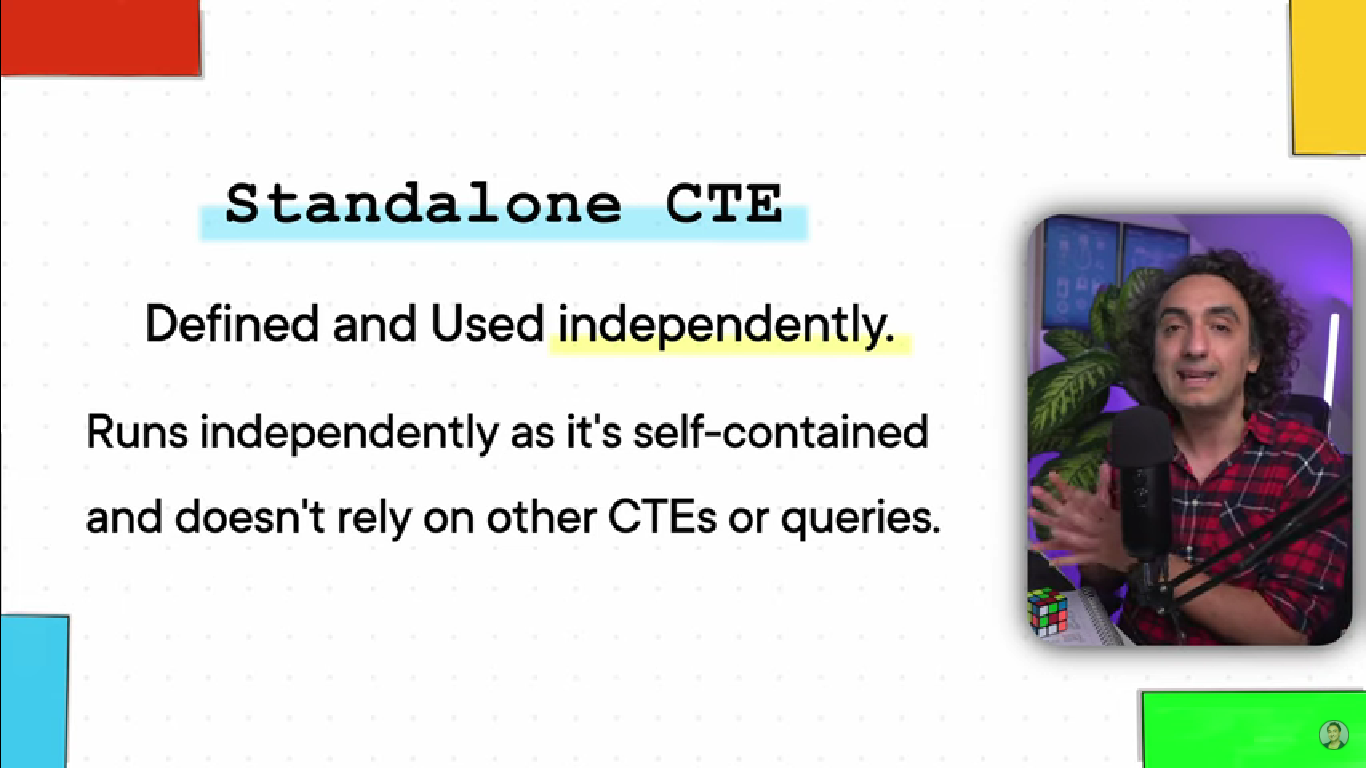 Standalone CTE
Defined and Used independently.
Runs independently as it's self-contained
and doesn't rely on other CTEs or queries.